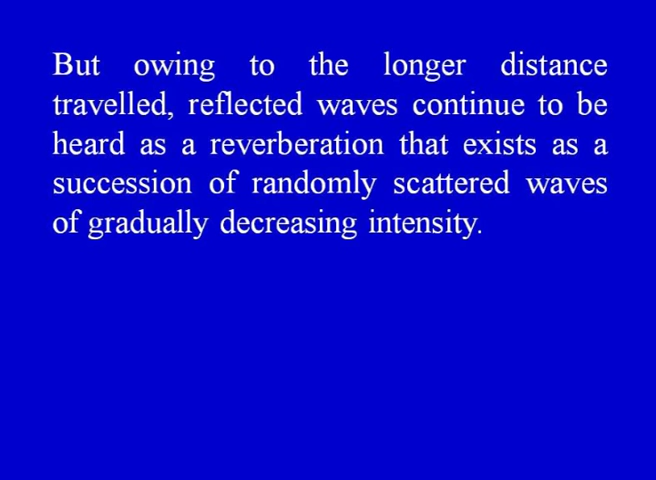 But owing to the longer distance
travelled, reflected waves continue to be
heard as a reverberation that exists as a
succession of randomly scattered waves
of gradually decreasing intensity.